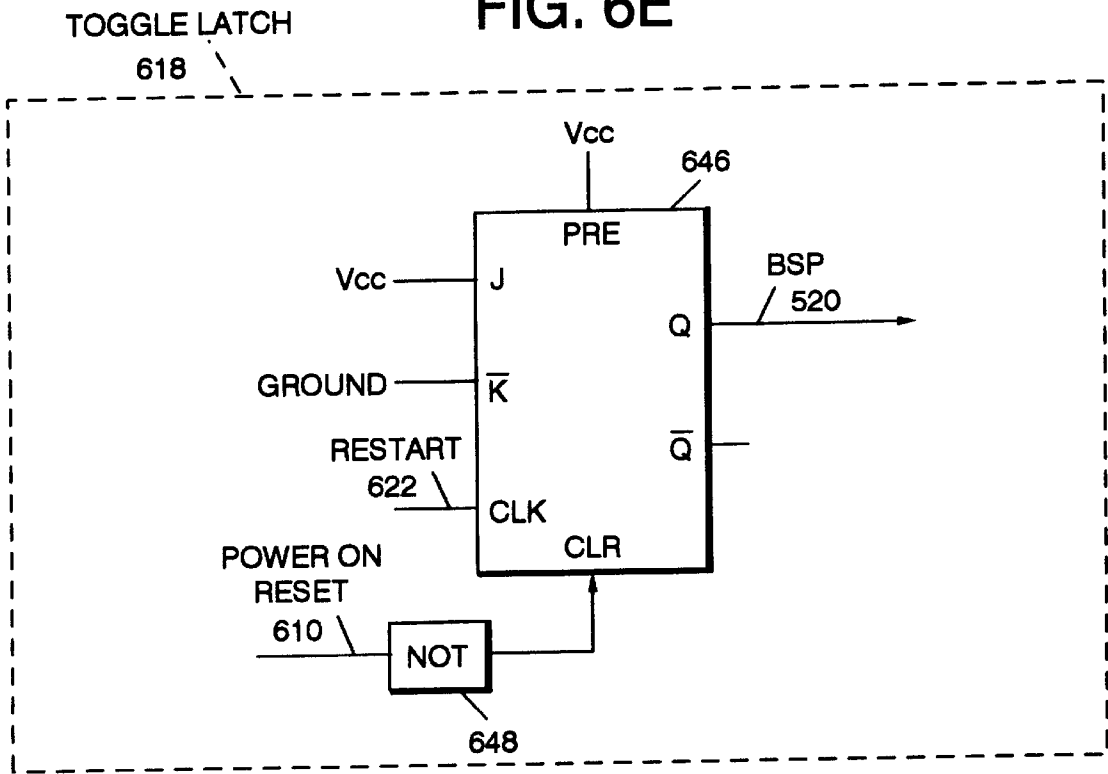 FIG. 6E
TOGGLE LATCH
618
Vcc
646
PRE
Vcc
J
BSP
520
Q
GROUND
K̅
RESTART
622
Q̅
CLK
CLR
POWER ON
RESET
610
NOT
648